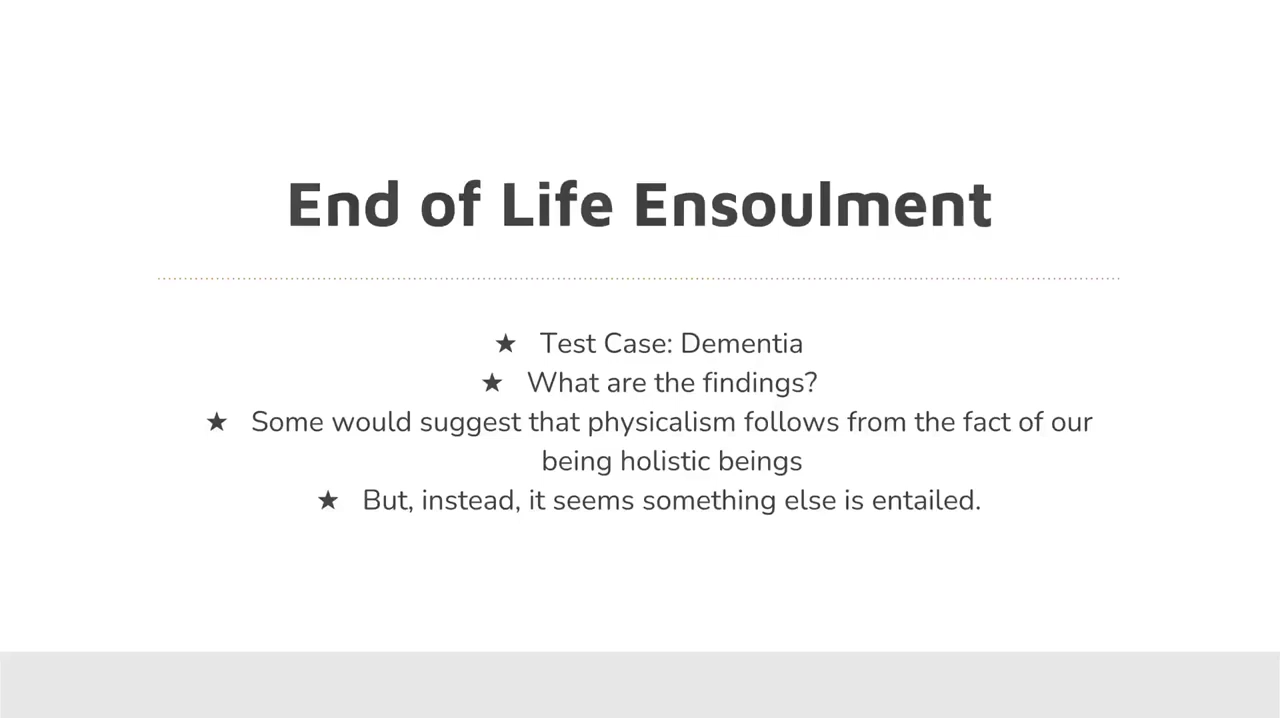 End of Life Ensoulment
★ Test Case: Dementia
★ What are the findings?
★ Some would suggest that physicalism follows from the fact of our
being holistic beings
★ But, instead, it seems something else is entailed.